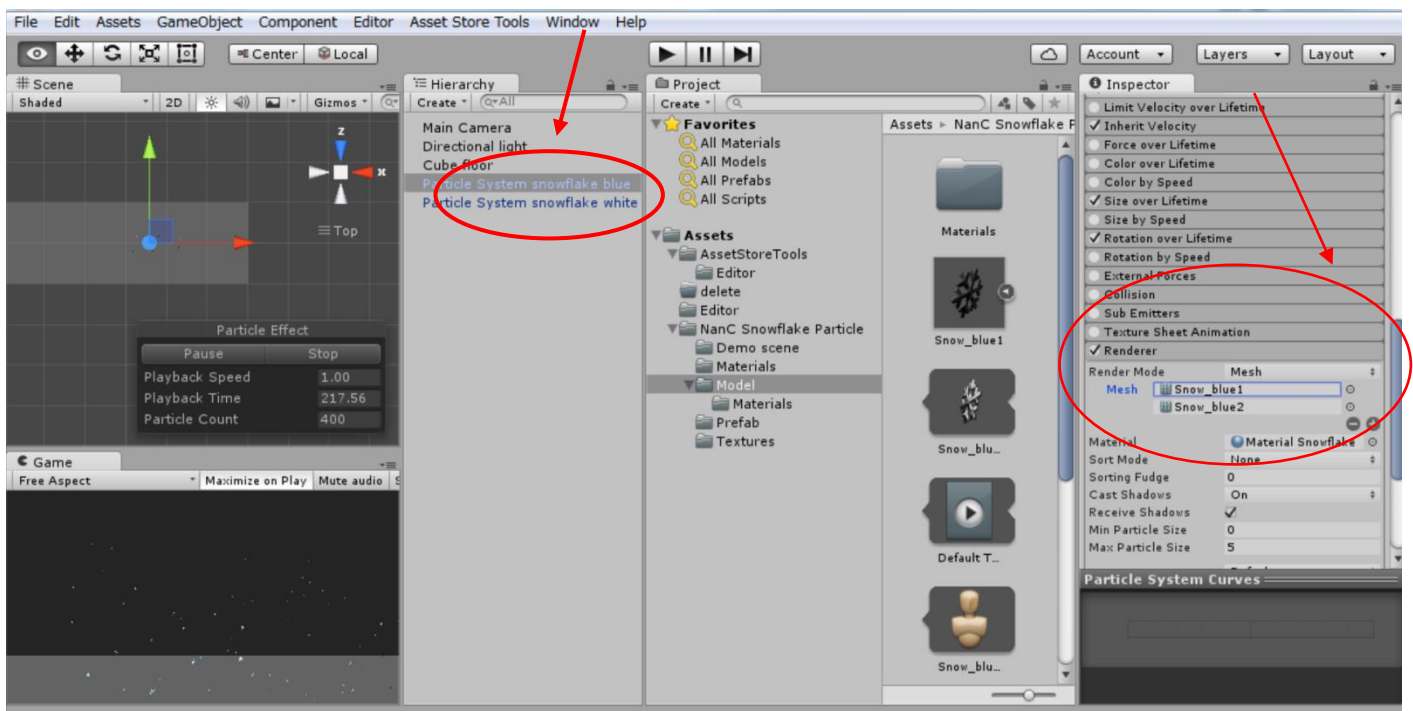 File Edit Assets GameObject Component Editor Asset Store Tools Window Help
Center Local
Account Layers Layout
Scene
Shaded 2D Gizmos
z
x
Top
Particle Effect
Pause Stop
Playback Speed 1.00
Playback Time 217.56
Particle Count 400
Game
Free Aspect Maximize on Play Mute audio S
Hierarchy
Create All
Main Camera
Directional light
Cube floor
Particle System snowflake blue
Particle System snowflake white
Project
Create
Favorites
All Materials
All Models
All Prefabs
All Scripts
Assets
AssetStoreTools
Editor
delete
Editor
NanC Snowflake Particle
Demo scene
Materials
Model
Materials
Prefab
Textures
Assets NanC Snowflake P
Materials
Snow_blue1
Snow_blu...
Default T...
Snow_blu...
Inspector
Limit Velocity over Lifetime
Inherit Velocity
Force over Lifetime
Color over Lifetime
Color by Speed
Size over Lifetime
Size by Speed
Rotation over Lifetime
Rotation by Speed
External Forces
Collision
Sub Emitters
Texture Sheet Animation
Renderer
Render Mode Mesh
Mesh Snow_blue1
Snow_blue2
Material Material Snowflake
Sort Mode None
Sorting Fudge 0
Cast Shadows On
Receive Shadows
Min Particle Size 0
Max Particle Size 5
Particle System Curves